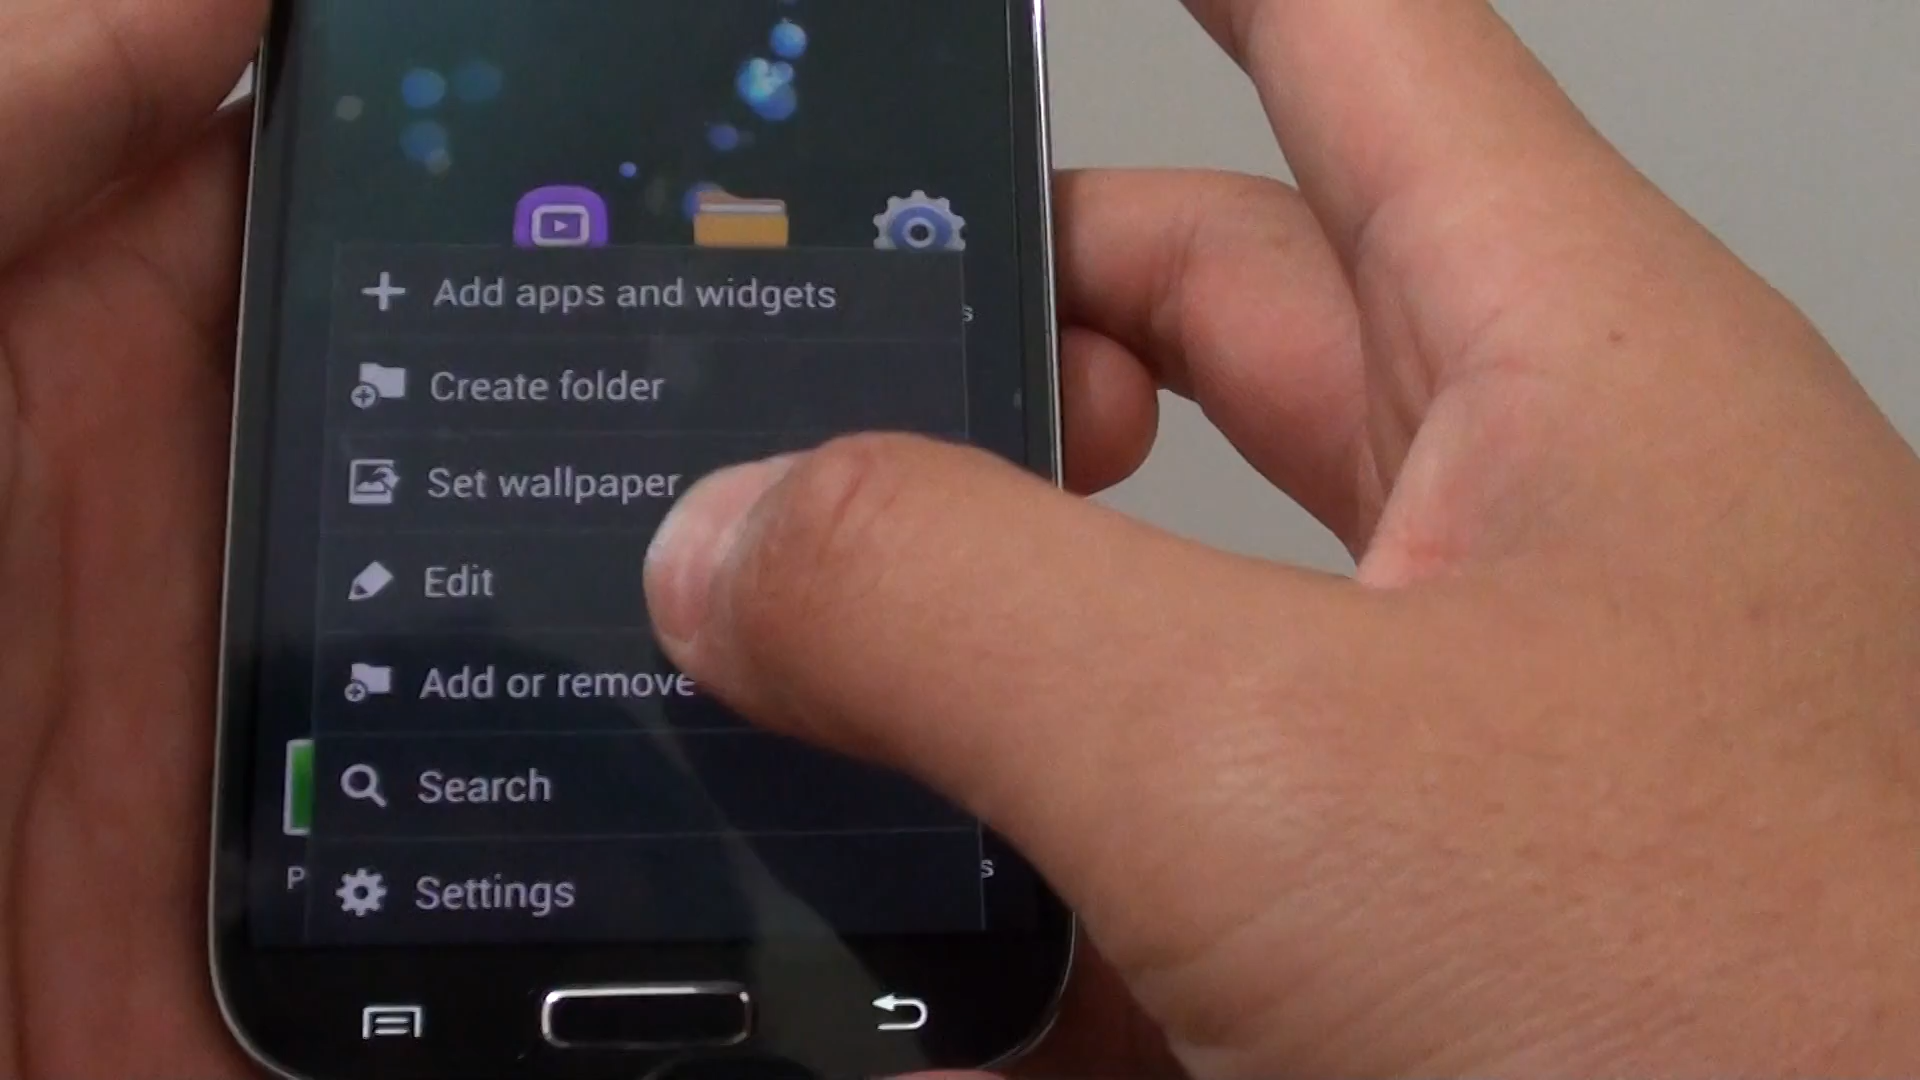 Add apps and widgets
s
Create folder
Set wallpaper
Edit
Add or remove
Search
P
s
Settings